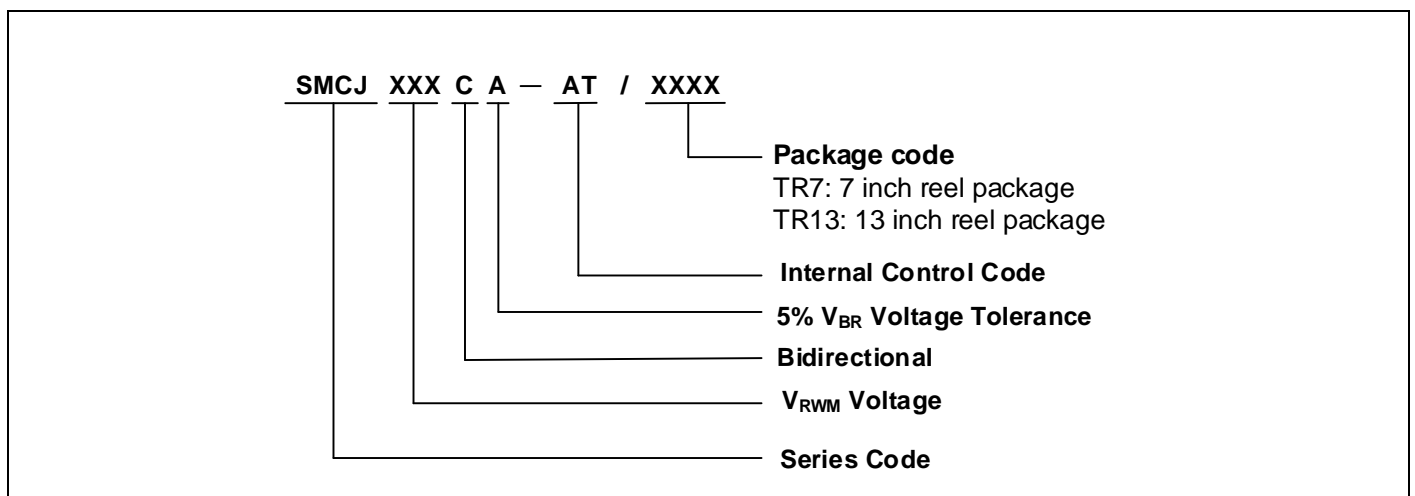 SMCJ XXX C A — AT / XXXX
Package code
TR7: 7 inch reel package
TR13: 13 inch reel package
Internal Control Code
5% VBR Voltage Tolerance
Bidirectional
VRWM Voltage
Series Code